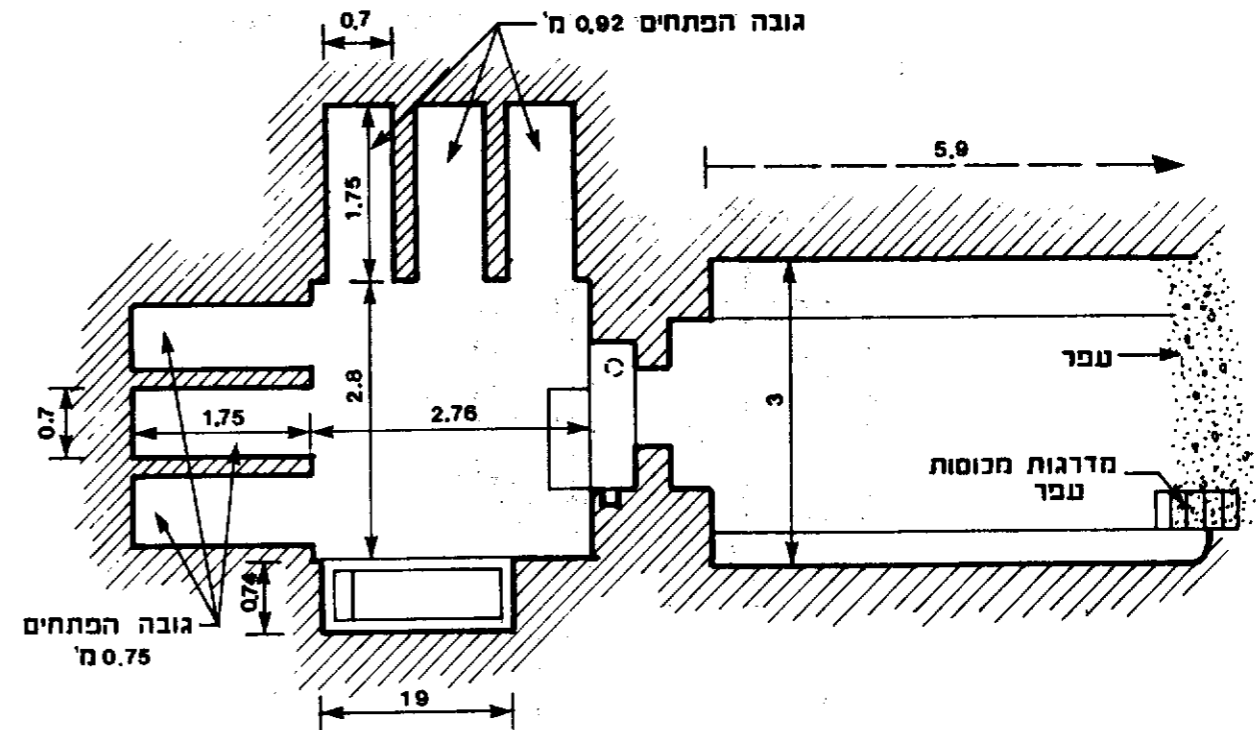 0.7
גובה הפתחים 0,92 מ'
5.9
1.75
2.8
2.76
1.75
0.7
3
עפר
מדרגות מכוסות
עפר
0.74
גובה הפתחים
0.75 מ'
19